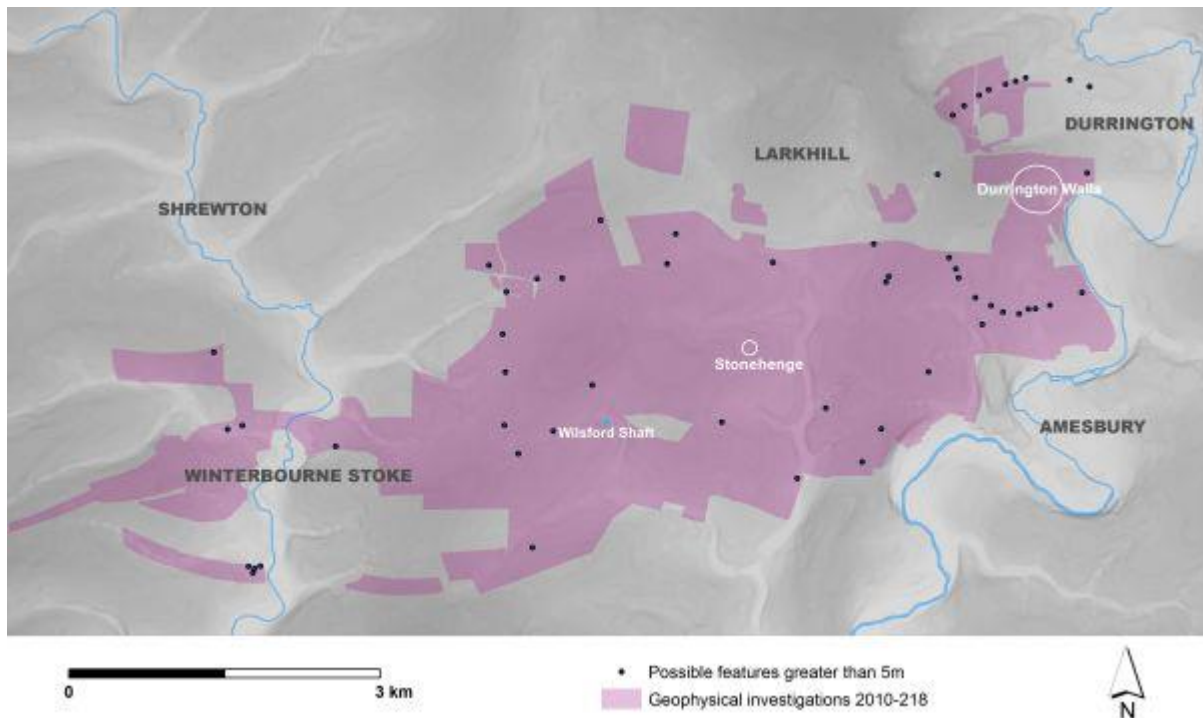 LARKHILL
DURRINGTON
Durrington Walls
SHREWTON
Stonehenge
Wilsford Shaft
AMESBURY
WINTERBOURNE STOKE
0
3 km
Possible features greater than 5m
Geophysical investigations 2010-218
N